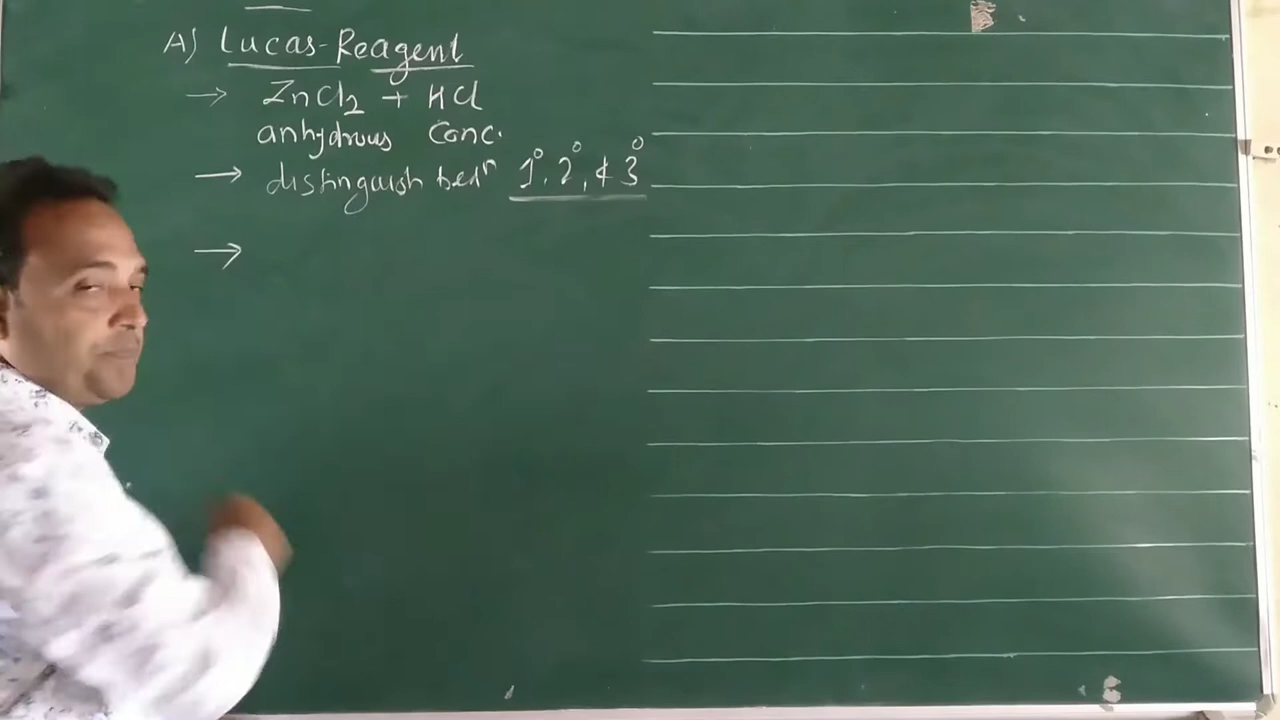 A) Lucas-Reagent
→ ZnCl₂ + HCl
anhydrous Conc.
→ distinguish betⁿ 1°, 2°, & 3°
→